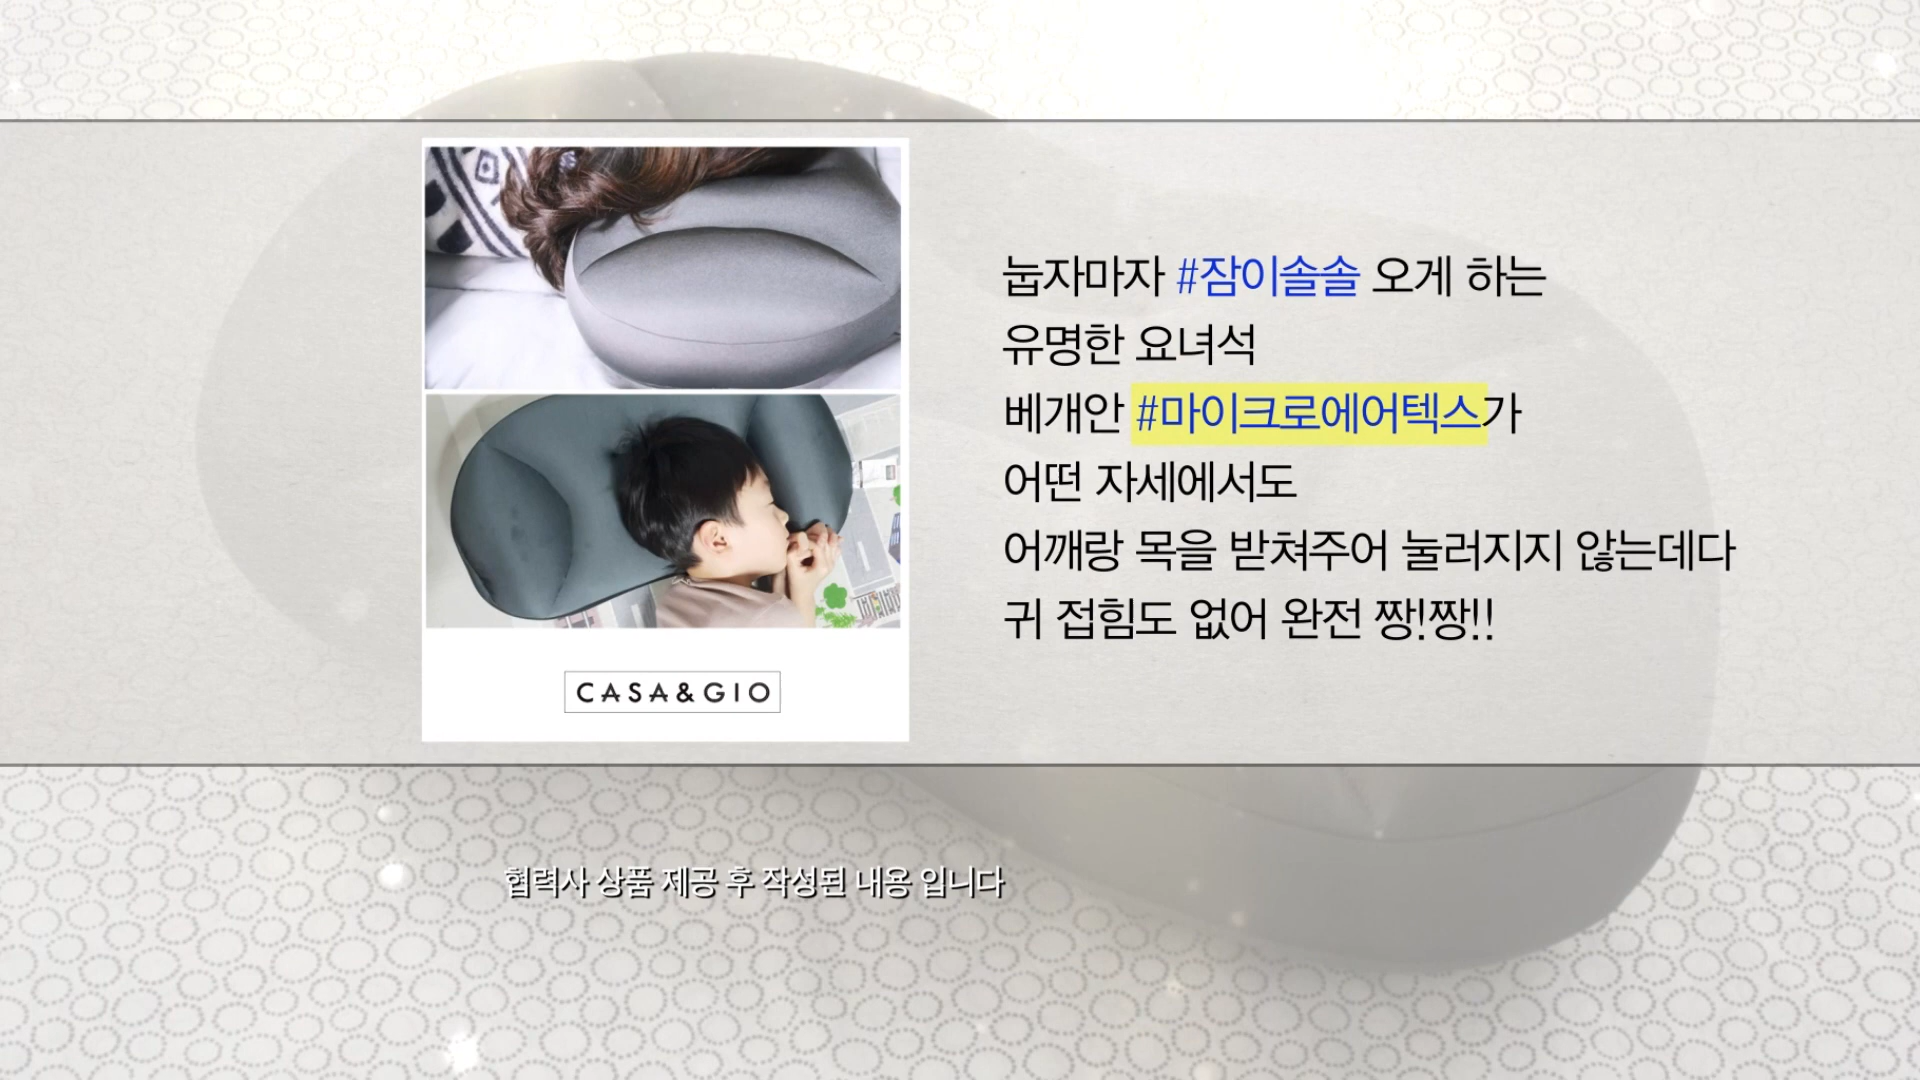 CASA&GIO
눕자마자 #잠이솔솔 오게 하는
유명한 요녀석
베개안 #마이크로에어텍스가
어떤 자세에서도
어깨랑 목을 받쳐주어 눌러지지 않는데다
귀 접힘도 없어 완전 짱!짱!!
협력사 상품 제공 후 작성된 내용 입니다